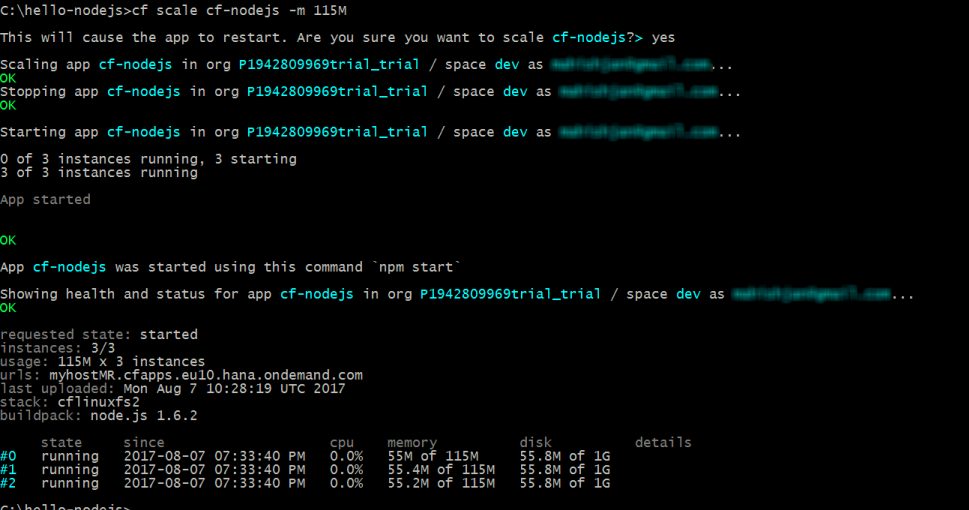 C:\hello-nodejs>cf scale cf-nodejs -m 115M
This will cause the app to restart. Are you sure you want to scale cf-nodejs?> yes
Scaling app cf-nodejs in org P1942809969trial_trial / space dev as ...
OK
Stopping app cf-nodejs in org P1942809969trial_trial / space dev as ...
OK
Starting app cf-nodejs in org P1942809969trial_trial / space dev as ...
0 of 3 instances running, 3 starting
3 of 3 instances running
App started
OK
App cf-nodejs was started using this command `npm start`
Showing health and status for app cf-nodejs in org P1942809969trial_trial / space dev as ...
OK
requested state: started
instances: 3/3
usage: 115M x 3 instances
urls: myhostMR.cfapps.eu10.hana.ondemand.com
last uploaded: Mon Aug 7 10:28:19 UTC 2017
stack: cflinuxfs2
buildpack: node.js 1.6.2
state since cpu memory disk details
#0 running 2017-08-07 07:33:40 PM 0.0% 55M of 115M 55.8M of 1G
#1 running 2017-08-07 07:33:40 PM 0.0% 55.4M of 115M 55.8M of 1G
#2 running 2017-08-07 07:33:40 PM 0.0% 55.2M of 115M 55.8M of 1G
C:\hello-nodejs>